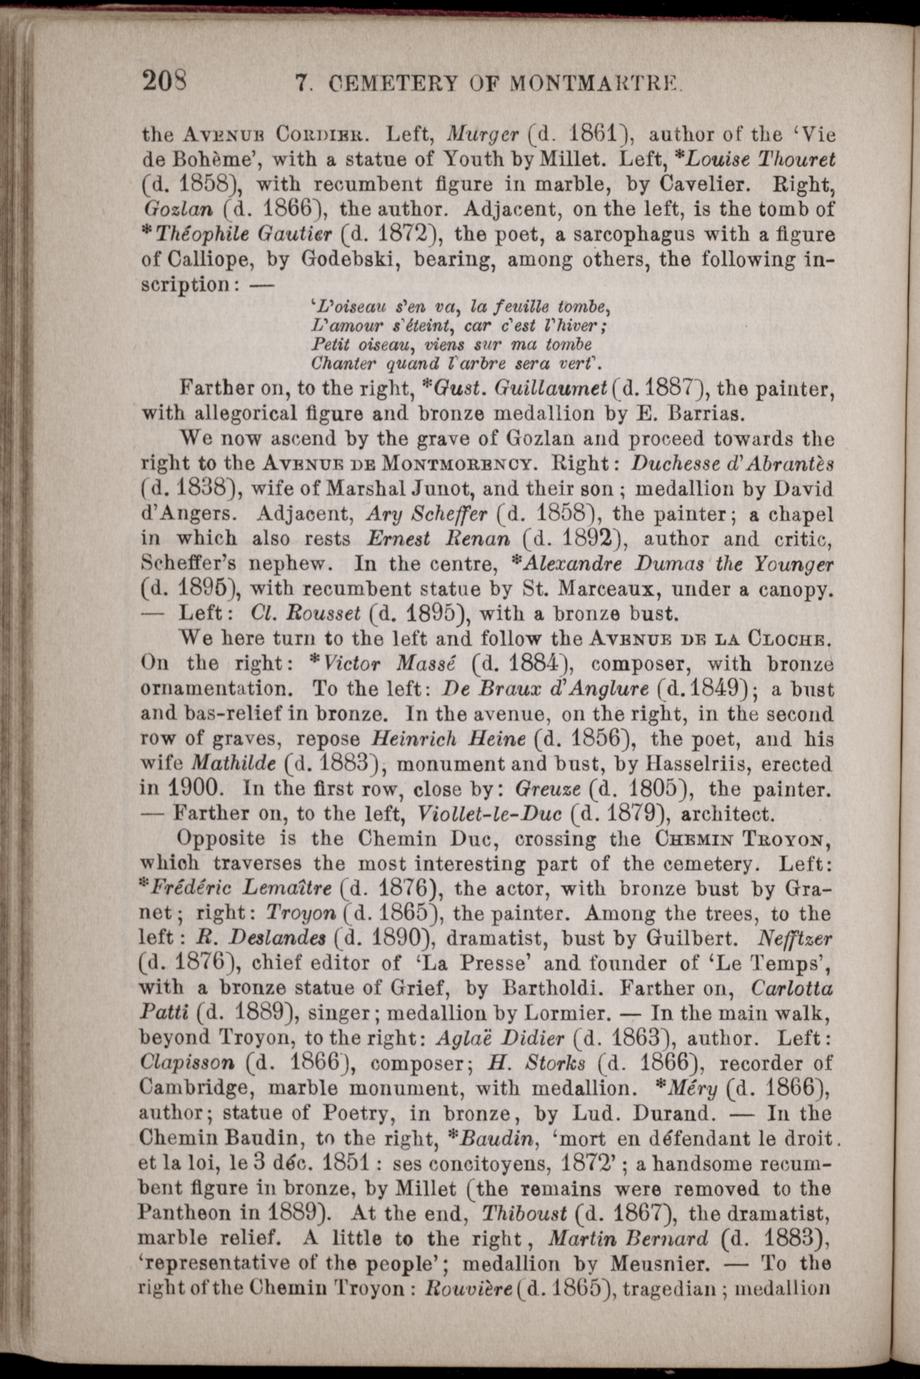 208 7. CEMETERY OF MONTMARTRE.
the AVENUE CORDIER. Left, Murger (d. 1861), author of the ‘Vie
de Bohème’, with a statue of Youth by Millet. Left, *Louise Thouret
(d. 1858), with recumbent figure in marble, by Cavelier. Right,
Gozlan (d. 1866), the author. Adjacent, on the left, is the tomb of
*Théophile Gautier (d. 1872), the poet, a sarcophagus with a figure
of Calliope, by Godebski, bearing, among others, the following in-
scription: —
‘L'oiseau s'en va, la feuille tombe,
L'amour s'éteint, car c'est l'hiver;
Petit oiseau, viens sur ma tombe
Chanter quand l'arbre sera vert’.
Farther on, to the right, *Gust. Guillaumet (d. 1887), the painter,
with allegorical figure and bronze medallion by E. Barrias.
We now ascend by the grave of Gozlan and proceed towards the
right to the AVENUE DE MONTMORENCY. Right: Duchesse d'Abrantès
(d. 1838), wife of Marshal Junot, and their son; medallion by David
d'Angers. Adjacent, Ary Scheffer (d. 1858), the painter; a chapel
in which also rests Ernest Renan (d. 1892), author and critic,
Scheffer's nephew. In the centre, *Alexandre Dumas the Younger
(d. 1895), with recumbent statue by St. Marceaux, under a canopy.
— Left: Cl. Rousset (d. 1895), with a bronze bust.
We here turn to the left and follow the AVENUE DE LA CLOCHE.
On the right: *Victor Massé (d. 1884), composer, with bronze
ornamentation. To the left: De Braux d'Anglure (d. 1849); a bust
and bas-relief in bronze. In the avenue, on the right, in the second
row of graves, repose Heinrich Heine (d. 1856), the poet, and his
wife Mathilde (d. 1883), monument and bust, by Hasselriis, erected
in 1900. In the first row, close by: Greuze (d. 1805), the painter.
— Farther on, to the left, Viollet-le-Duc (d. 1879), architect.
Opposite is the Chemin Duc, crossing the CHEMIN TROYON,
which traverses the most interesting part of the cemetery. Left:
*Frédéric Lemaître (d. 1876), the actor, with bronze bust by Gra-
net; right: Troyon (d. 1865), the painter. Among the trees, to the
left: R. Deslandes (d. 1890), dramatist, bust by Guilbert. Nefftzer
(d. 1876), chief editor of ‘La Presse’ and founder of ‘Le Temps’,
with a bronze statue of Grief, by Bartholdi. Farther on, Carlotta
Patti (d. 1889), singer; medallion by Lormier. — In the main walk,
beyond Troyon, to the right: Aglaë Didier (d. 1863), author. Left:
Clapisson (d. 1866), composer; H. Storks (d. 1866), recorder of
Cambridge, marble monument, with medallion. *Méry (d. 1866),
author; statue of Poetry, in bronze, by Lud. Durand. — In the
Chemin Baudin, to the right, *Baudin, ‘mort en défendant le droit.
et la loi, le 3 déc. 1851: ses concitoyens, 1872’; a handsome recum-
bent figure in bronze, by Millet (the remains were removed to the
Pantheon in 1889). At the end, Thiboust (d. 1867), the dramatist,
marble relief. A little to the right, Martin Bernard (d. 1883),
‘representative of the people’; medallion by Meusnier. — To the
right of the Chemin Troyon: Rouvière (d. 1865), tragedian; medallion